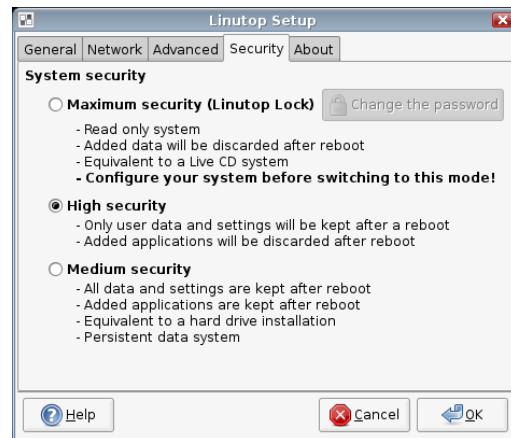 Linutop Setup
General Network Advanced Security About
System security
Maximum security (Linutop Lock) Change the password
- Read only system
- Added data will be discarded after reboot
- Equivalent to a Live CD system
- Configure your system before switching to this mode!
High security
- Only user data and settings will be kept after a reboot
- Added applications will be discarded after reboot
Medium security
- All data and settings are kept after reboot
- Added applications are kept after reboot
- Equivalent to a hard drive installation
- Persistent data system
Help Cancel OK